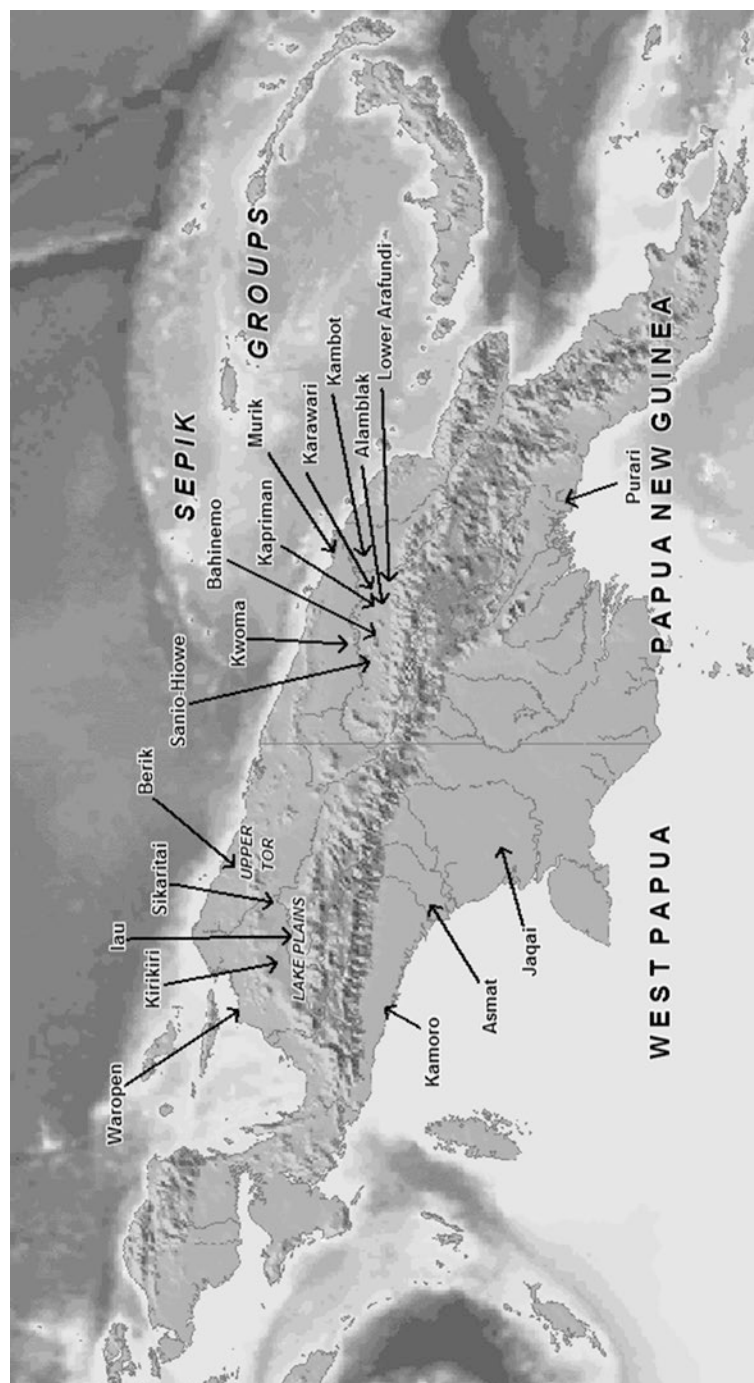 SEPIK
GROUPS
Murik
Karawari
Kambot
Alamblak
Lower Arafundi
Kapriman
Bahinemo
Kwoma
Sanio-Hiowe
Berik
Sikaritai
Iau
Kirikiri
Waropen
UPPER
TOR
LAKE PLAINS
Kamoro
Asmat
Jaqai
Purari
WEST PAPUA
PAPUA NEW GUINEA